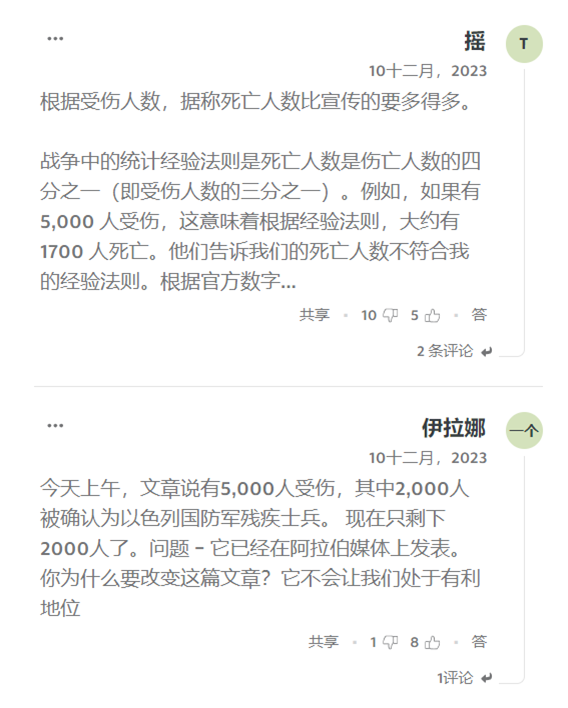 摇
T
10十二月，2023
根据受伤人数，据称死亡人数比宣传的要多得多。
战争中的统计经验法则是死亡人数是伤亡人数的四
分之一（即受伤人数的三分之一）。例如，如果有
5,000 人受伤，这意味着根据经验法则，大约有
1700 人死亡。他们告诉我们的死亡人数不符合我
的经验法则。根据官方数字...
共享 • 10 5 • 答
2 条评论
伊拉娜
一个
10十二月，2023
今天上午，文章说有5,000人受伤，其中2,000人
被确认为以色列国防军残疾士兵。 现在只剩下
2000人了。问题 - 它已经在阿拉伯媒体上发表。
你为什么要改变这篇文章？它不会让我们处于有利
地位
共享 • 1 8 • 答
1评论